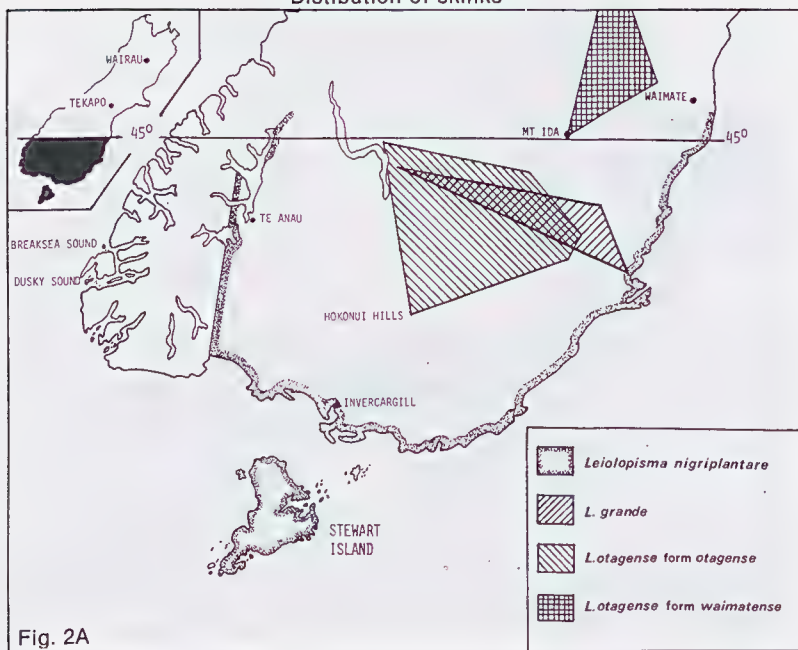 Distibution of skinks
WAIRAU
TEKAPO
45°
WAIMATE
MT IDA
45°
TE ANAU
BREAKSEA SOUND
DUSKY SOUND
HOKONUI HILLS
INVERCARGILL
STEWART
ISLAND
Leiolopisma nigriplantare
L. grande
L.otagense form otagense
L.otagense form waimatense
Fig. 2A